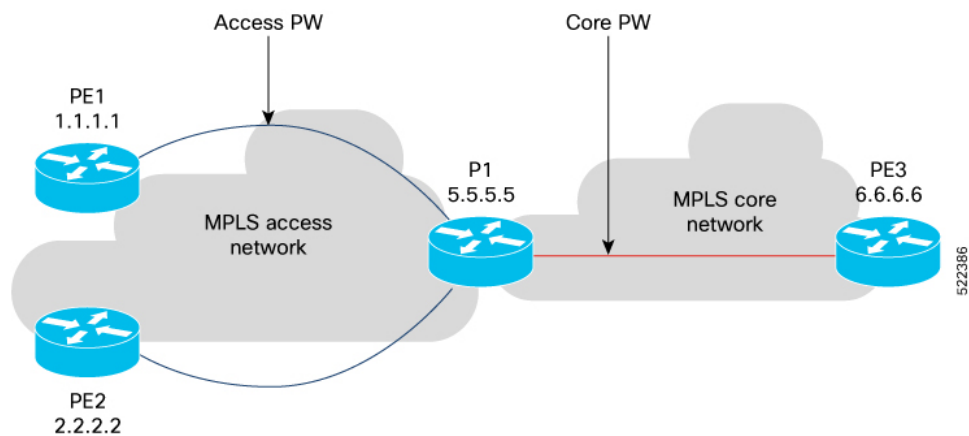 Access PW
Core PW
PE1
1.1.1.1
P1
5.5.5.5
PE3
6.6.6.6
MPLS access
network
MPLS core
network
522386
PE2
2.2.2.2